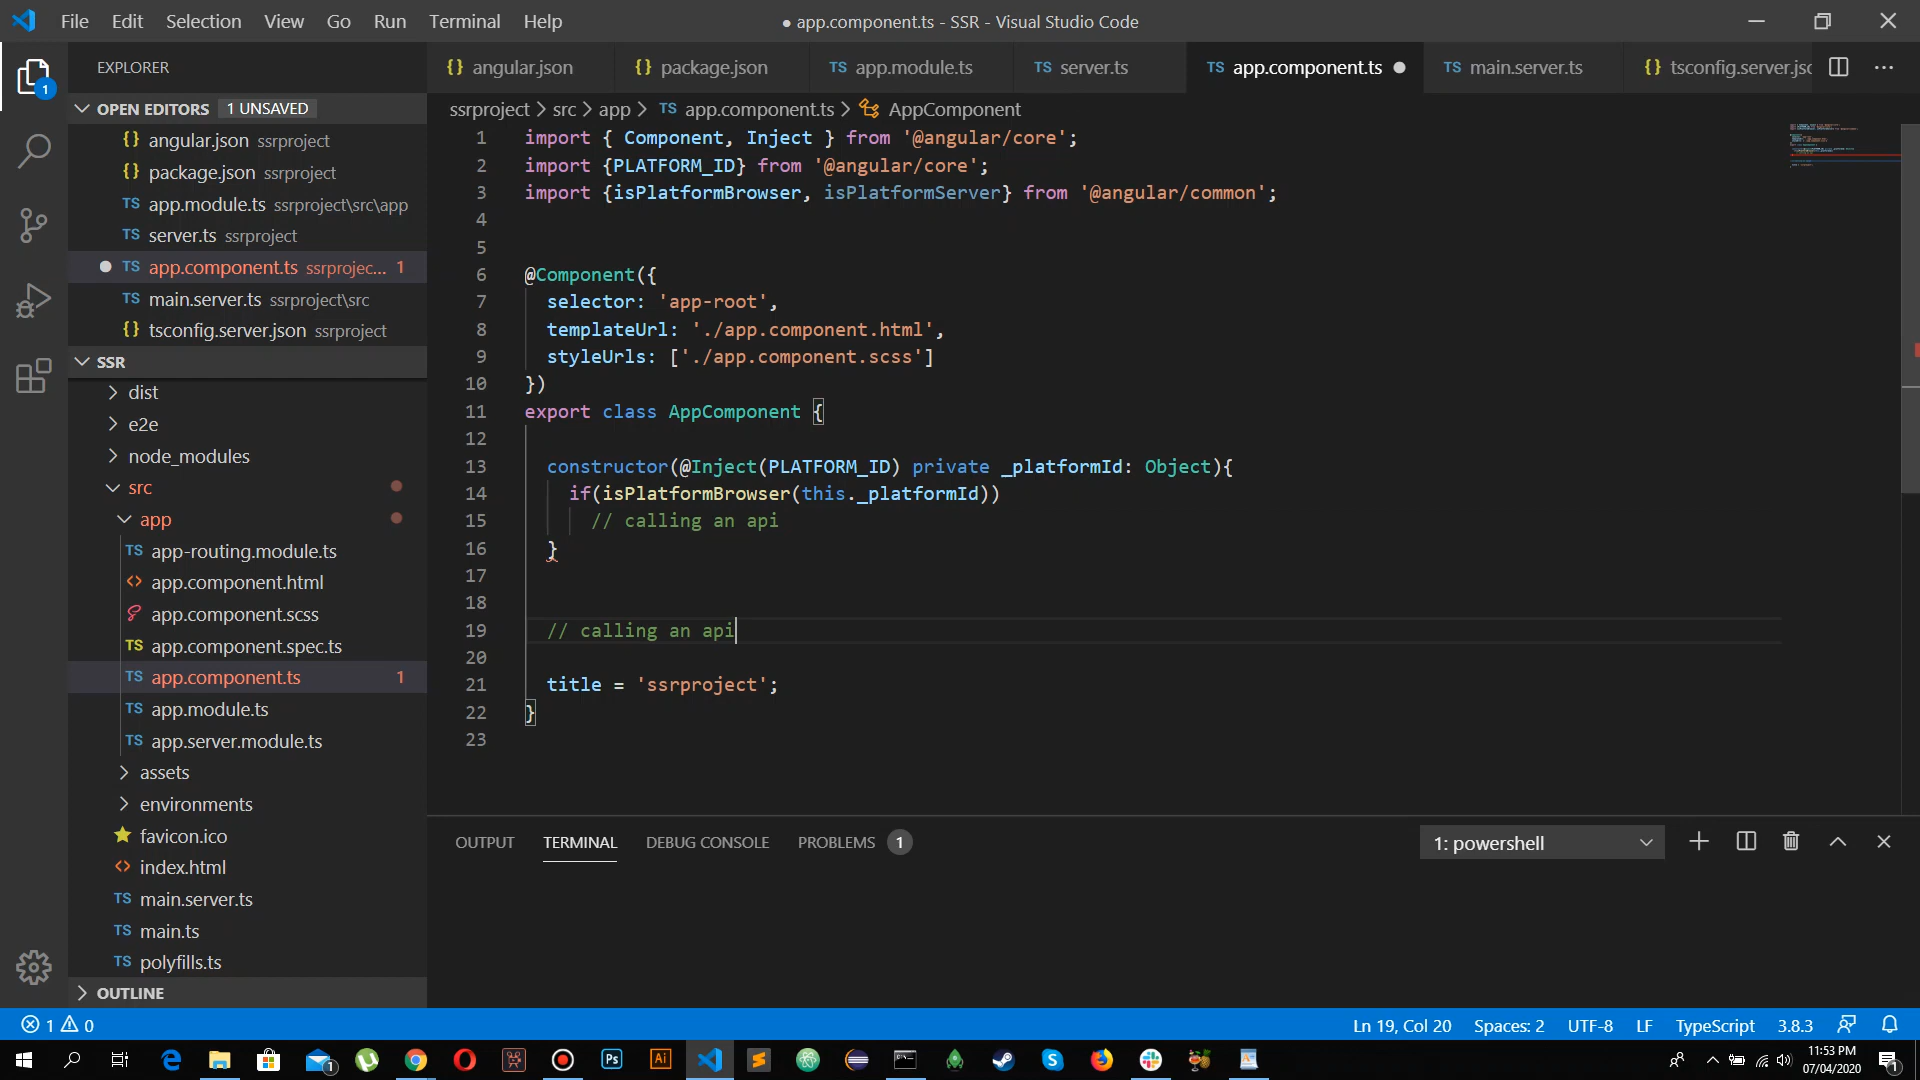 File Edit Selection View Go Run Terminal Help
● app.component.ts - SSR - Visual Studio Code
EXPLORER
OPEN EDITORS 1 UNSAVED
{} angular.json ssrproject
{} package.json ssrproject
TS app.module.ts ssrproject\src\app
TS server.ts ssrproject
TS app.component.ts ssrprojec... 1
TS main.server.ts ssrproject\src
{} tsconfig.server.json ssrproject
SSR
dist
e2e
node_modules
src
app
TS app-routing.module.ts
<> app.component.html
app.component.scss
TS app.component.spec.ts
TS app.component.ts 1
TS app.module.ts
TS app.server.module.ts
assets
environments
favicon.ico
<> index.html
TS main.server.ts
TS main.ts
TS polyfills.ts
OUTLINE
{} angular.json {} package.json TS app.module.ts TS server.ts TS app.component.ts ● TS main.server.ts {} tsconfig.server.jsc
ssrproject > src > app > TS app.component.ts > AppComponent
1 import { Component, Inject } from '@angular/core';
2 import {PLATFORM_ID} from '@angular/core';
3 import {isPlatformBrowser, isPlatformServer} from '@angular/common';
4
5
6 @Component({
7 selector: 'app-root',
8 templateUrl: './app.component.html',
9 styleUrls: ['./app.component.scss']
10 })
11 export class AppComponent {
12
13 constructor(@Inject(PLATFORM_ID) private _platformId: Object){
14 if(isPlatformBrowser(this._platformId))
15 // calling an api
16 }
17
18
19 // calling an api
20
21 title = 'ssrproject';
22 }
23
OUTPUT TERMINAL DEBUG CONSOLE PROBLEMS 1
1: powershell
1 0
Ln 19, Col 20 Spaces: 2 UTF-8 LF TypeScript 3.8.3
11:53 PM
07/04/2020